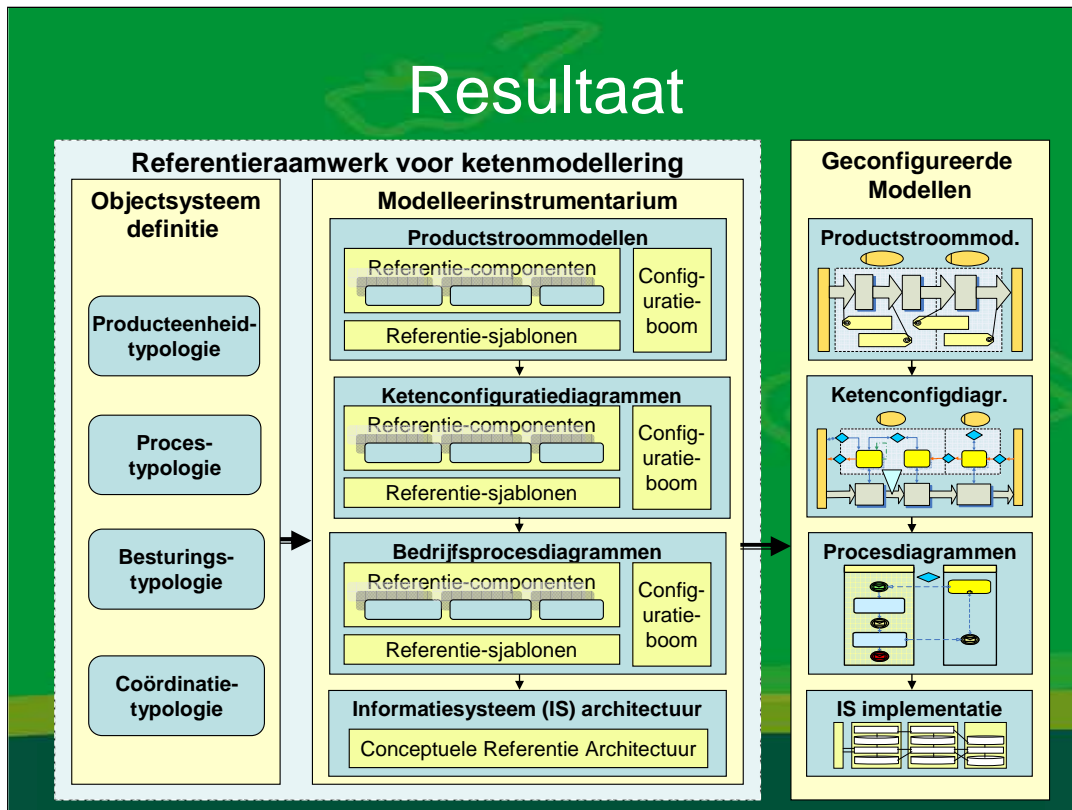 Resultaat
Referentieraamwerk voor ketenmodellering
Objectsysteem
definitie
Producteenheid-
typologie
Proces-
typologie
Besturings-
typologie
Coördinatie-
typologie
Modelleerinstrumentarium
Productstroommodellen
Referentie-componenten
Referentie-sjablonen
Config-
uratie-
boom
Ketenconfiguratiediagrammen
Referentie-componenten
Referentie-sjablonen
Config-
uratie-
boom
Bedrijfsprocesdiagrammen
Referentie-componenten
Referentie-sjablonen
Config-
uratie-
boom
Informatiesysteem (IS) architectuur
Conceptuele Referentie Architectuur
Geconfigureerde
Modellen
Productstroommod.
Ketenconfigdiagr.
Procesdiagrammen
IS implementatie